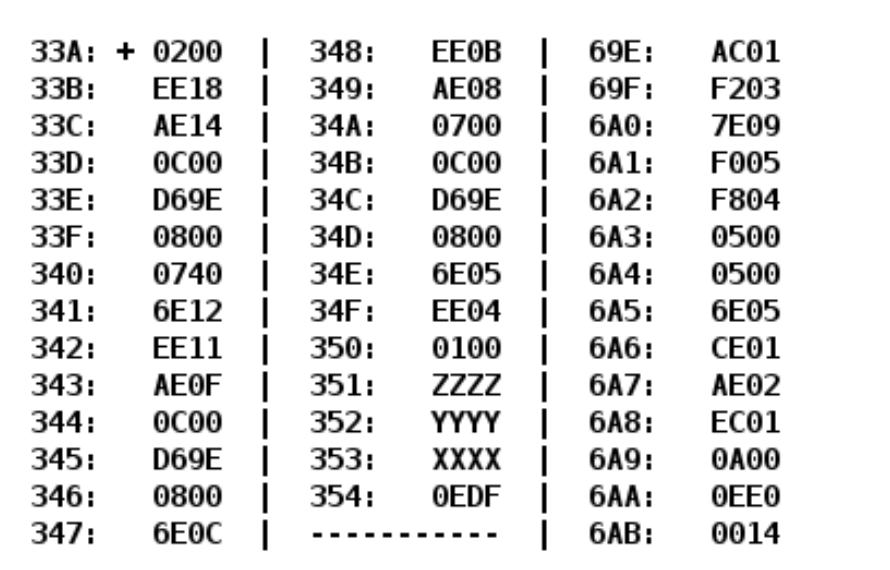 33A: + 0200 | 348: EE0B | 69E: AC01
33B: EE18 | 349: AE08 | 69F: F203
33C: AE14 | 34A: 0700 | 6A0: 7E09
33D: 0C00 | 34B: 0C00 | 6A1: F005
33E: D69E | 34C: D69E | 6A2: F804
33F: 0800 | 34D: 0800 | 6A3: 0500
340: 0740 | 34E: 6E05 | 6A4: 0500
341: 6E12 | 34F: EE04 | 6A5: 6E05
342: EE11 | 350: 0100 | 6A6: CE01
343: AE0F | 351: ZZZZ | 6A7: AE02
344: 0C00 | 352: YYYY | 6A8: EC01
345: D69E | 353: XXXX | 6A9: 0A00
346: 0800 | 354: 0EDF | 6AA: 0EE0
347: 6E0C | ----------- | 6AB: 0014